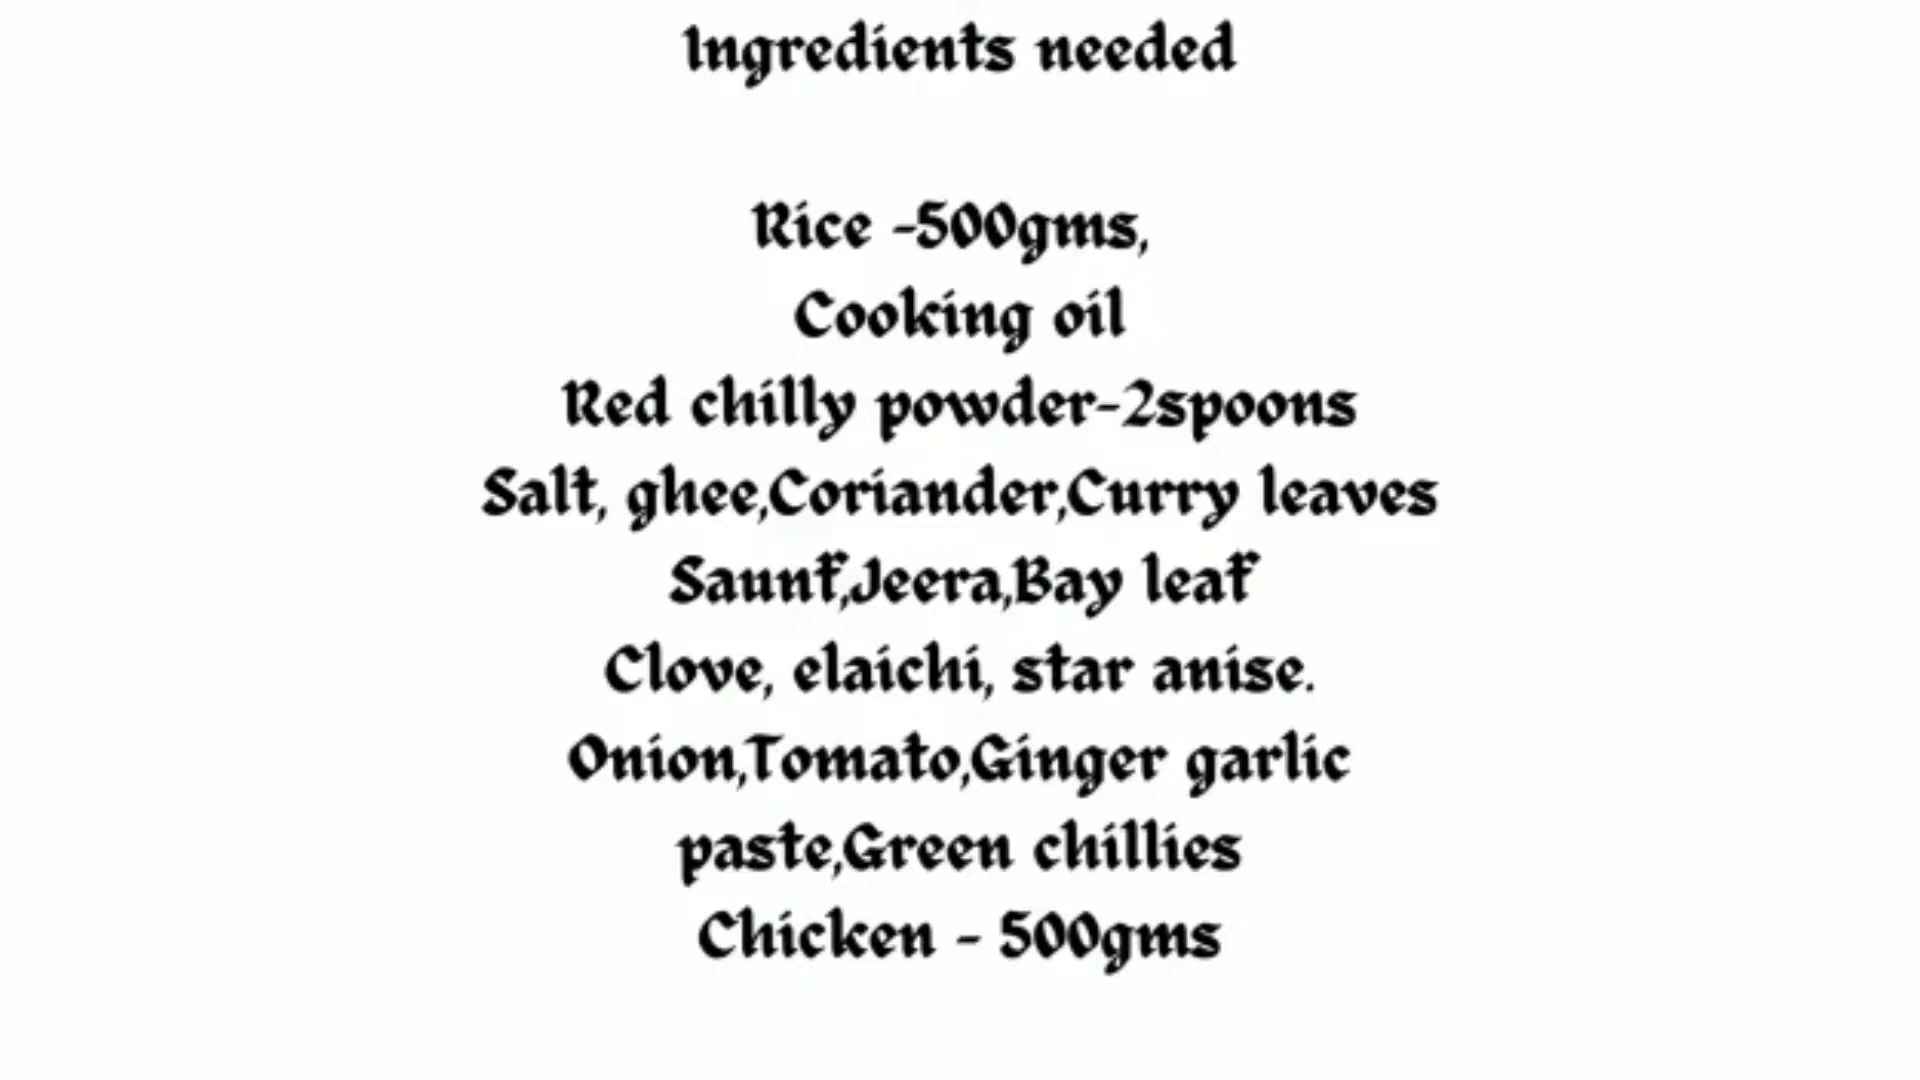 Ingredients needed
Rice -500gms,
Cooking oil
Red chilly powder-2spoons
Salt, ghee,Coriander,Curry leaves
Saunf,Jeera,Bay leaf
Clove, elaichi, star anise.
Onion,Tomato,Ginger garlic
paste,Green chillies
Chicken - 500gms